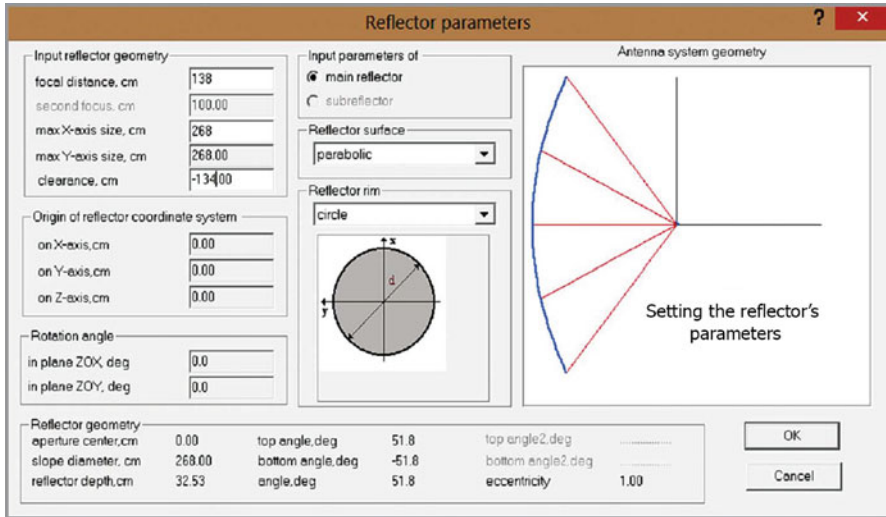 Reflector parameters
? ×
Input reflector geometry
focal distance, cm 138
second focus, cm 100.00
max X-axis size, cm 268
max Y-axis size, cm 268.00
clearance, cm -134.00
Origin of reflector coordinate system
on X-axis,cm 0.00
on Y-axis,cm 0.00
on Z-axis,cm 0.00
Rotation angle
in plane ZOX, deg 0.0
in plane ZOY, deg 0.0
Input parameters of
main reflector
subreflector
Reflector surface
parabolic
Reflector rim
circle
x
d
y
Antenna system geometry
Setting the reflector's
parameters
Reflector geometry
aperture center,cm 0.00 top angle,deg 51.8 top angle2,deg
slope diameter, cm 268.00 bottom angle,deg -51.8 bottom angle2,deg
reflector depth,cm 32.53 angle,deg 51.8 eccentricity 1.00
OK
Cancel